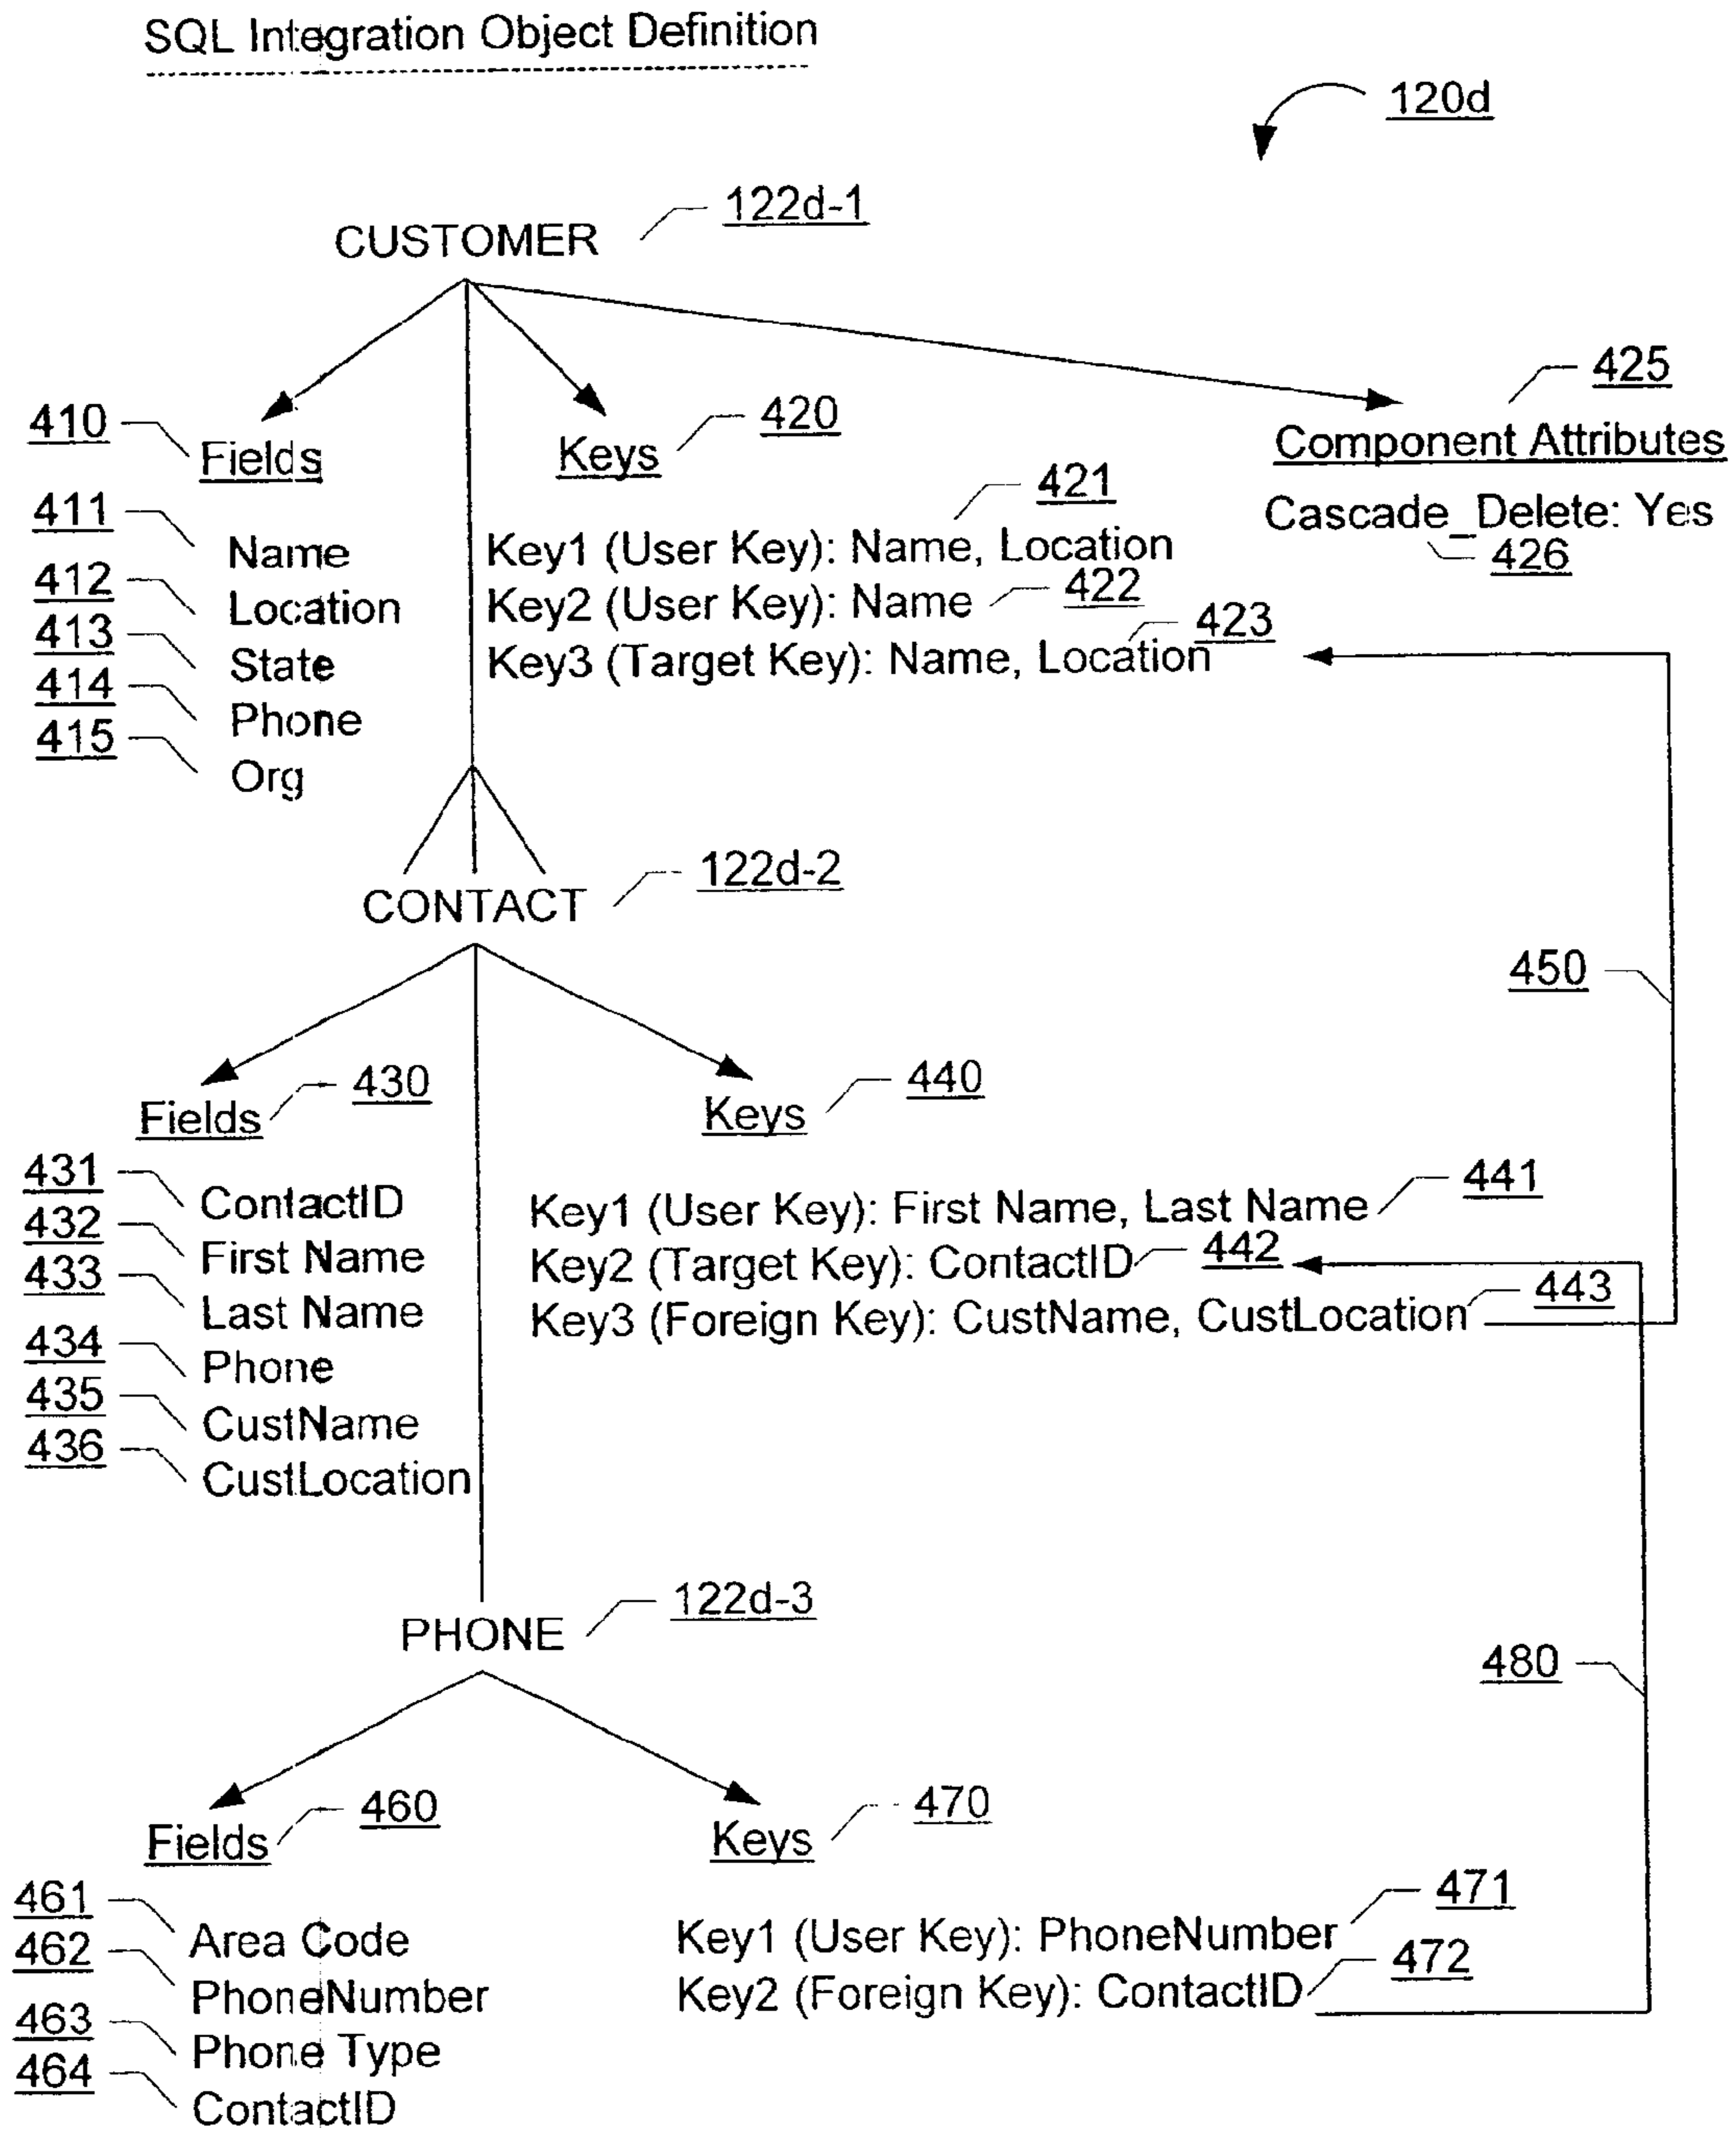 SQL Integration Object Definition
120d
122d-1
CUSTOMER
425
410
420
Fields
Keys
Component Attributes
421
411
Cascade_Delete: Yes
Name
Key1 (User Key): Name, Location
426
412
Location
Key2 (User Key): Name
422
413
423
State
Key3 (Target Key): Name, Location
414
Phone
415
Org
122d-2
CONTACT
450
430
440
Fields
Keys
431
441
ContactID
Key1 (User Key): First Name, Last Name
432
442
First Name
Key2 (Target Key): ContactID
433
443
Last Name
Key3 (Foreign Key): CustName, CustLocation
434
Phone
435
CustName
436
CustLocation
122d-3
PHONE
480
460
470
Fields
Keys
461
471
Area Code
Key1 (User Key): PhoneNumber
462
472
PhoneNumber
Key2 (Foreign Key): ContactID
463
Phone Type
464
ContactID